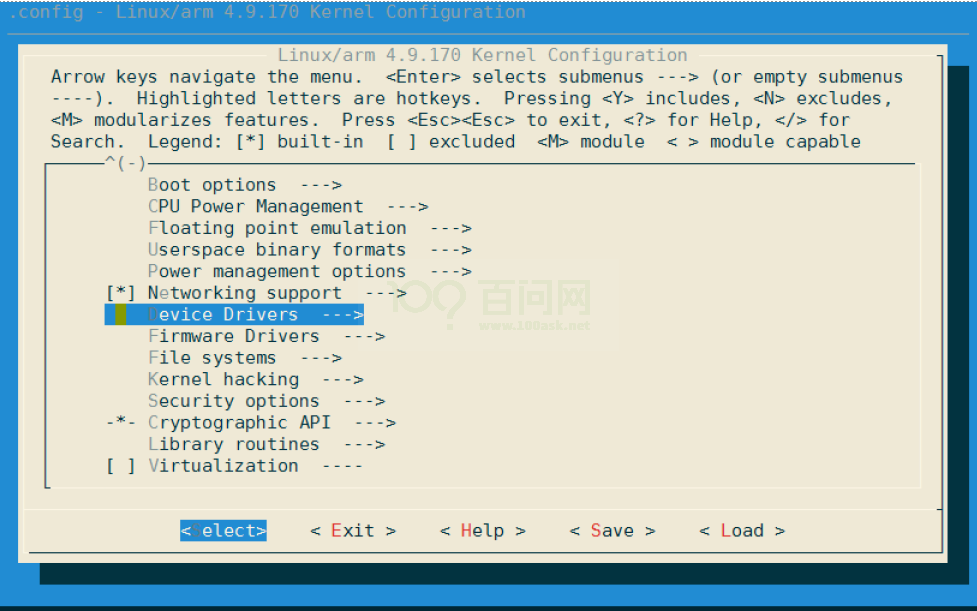 .config - Linux/arm 4.9.170 Kernel Configuration
Linux/arm 4.9.170 Kernel Configuration
Arrow keys navigate the menu.  <Enter> selects submenus ---> (or empty submenus
----).  Highlighted letters are hotkeys.  Pressing <Y> includes, <N> excludes,
<M> modularizes features.  Press <Esc><Esc> to exit, <?> for Help, </> for
Search.  Legend: [*] built-in  [ ] excluded  <M> module  < > module capable
^(-)
Boot options  --->
CPU Power Management  --->
Floating point emulation  --->
Userspace binary formats  --->
Power management options  --->
[*] Networking support  --->
Device Drivers  --->
Firmware Drivers  --->
File systems  --->
Kernel hacking  --->
Security options  --->
-*- Cryptographic API  --->
Library routines  --->
[ ] Virtualization  ----
<Select>    < Exit >    < Help >    < Save >    < Load >
百问网
www.100ask.net